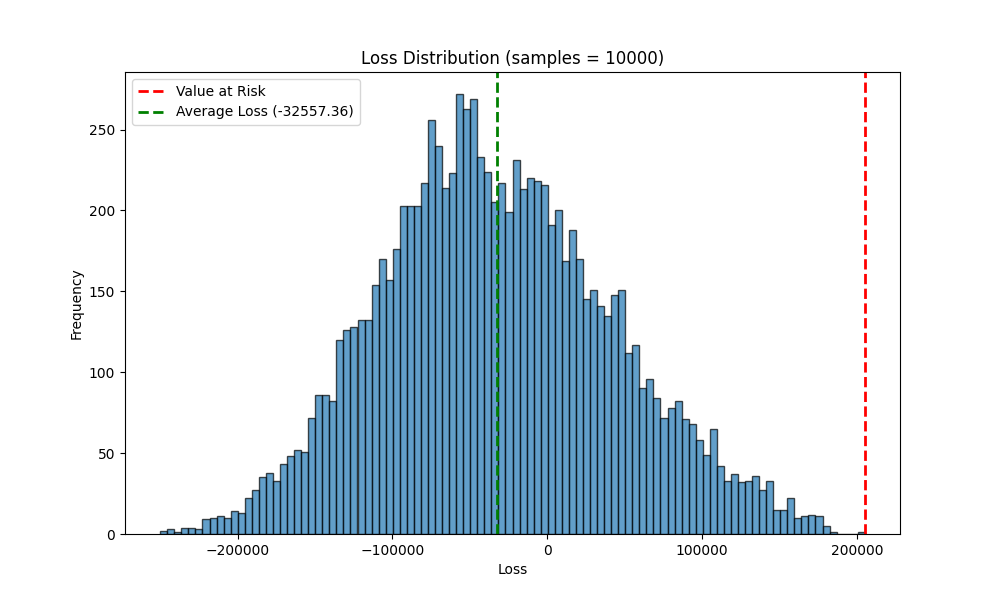 Loss Distribution (samples = 10000)
Value at Risk
Average Loss (-32557.36)
250
200
150
100
50
0
Frequency
−200000 −100000 0 100000 200000
Loss